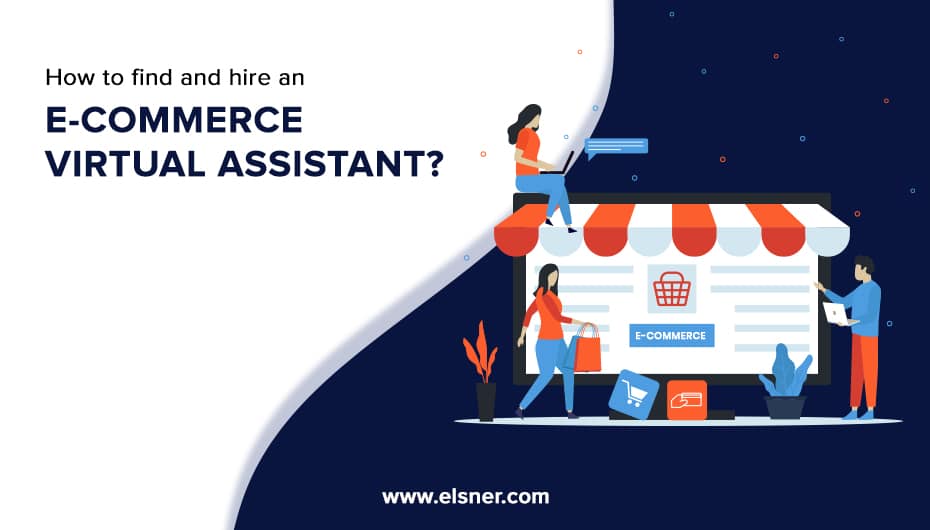 How to find and hire an
E-COMMERCE
VIRTUAL ASSISTANT?
E-COMMERCE
www.elsner.com